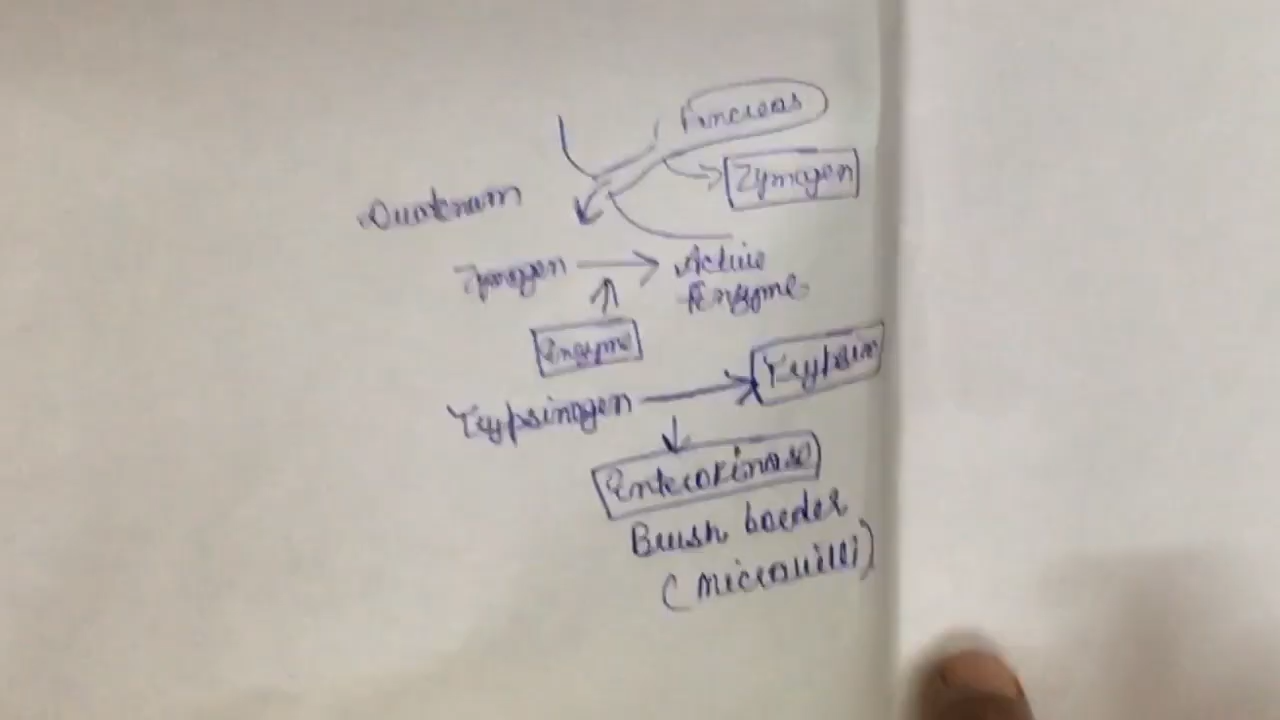 Pancreas
Zymogen
Duodenum
Zymogen → Active
Enzyme
Enzyme
Trypsinogen → Trypsin
Enterokinase
Brush border
(microvilli)